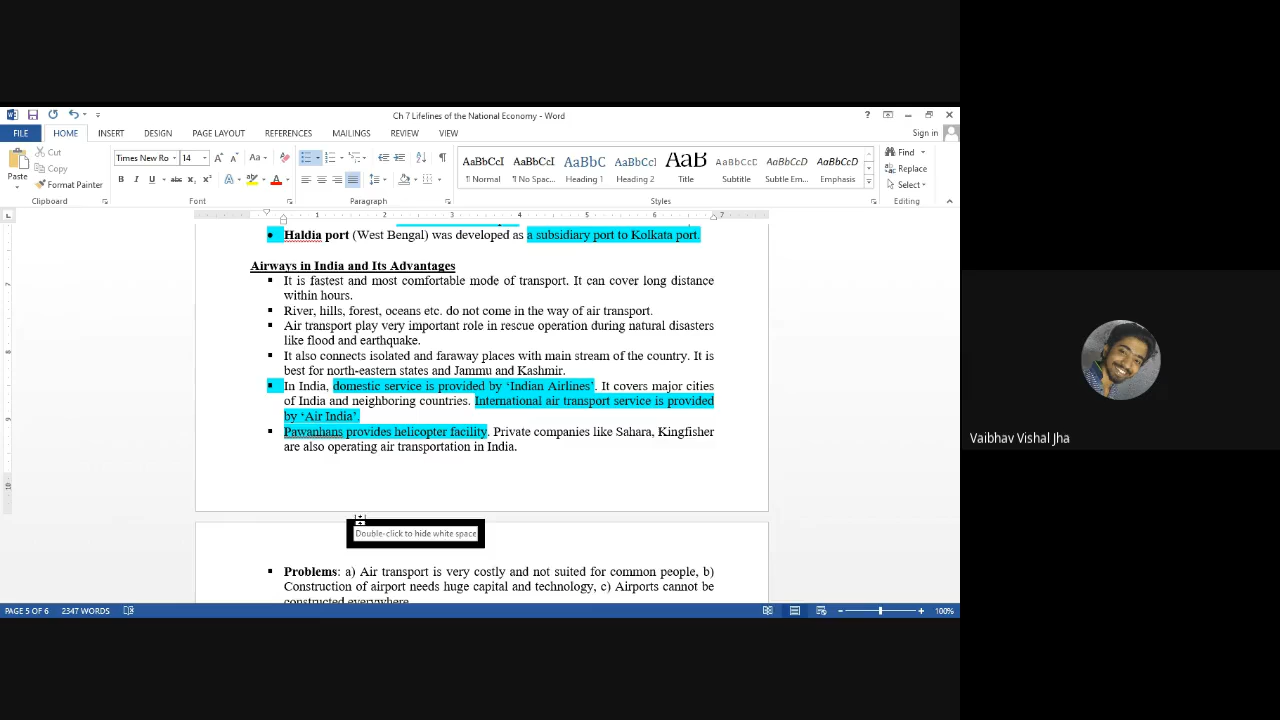 Ch 7 Lifelines of the National Economy - Word
FILE HOME INSERT DESIGN PAGE LAYOUT REFERENCES MAILINGS REVIEW VIEW Sign in
Cut
Copy
Format Painter
Paste
Times New Ro 14
AaBbCcI AaBbCcI AaBbC AaBbCcI AaB AaBbCcD AaBbCcD AaBbCcD
¶ Normal ¶ No Spac... Heading 1 Heading 2 Title Subtitle Subtle Em... Emphasis
Find
Replace
Select
Clipboard Font Paragraph Styles Editing
1 2 3 4 5 6 7
• Haldia port (West Bengal) was developed as a subsidiary port to Kolkata port.
Airways in India and Its Advantages
▪ It is fastest and most comfortable mode of transport. It can cover long distance
within hours.
▪ River, hills, forest, oceans etc. do not come in the way of air transport.
▪ Air transport play very important role in rescue operation during natural disasters
like flood and earthquake.
▪ It also connects isolated and faraway places with main stream of the country. It is
best for north-eastern states and Jammu and Kashmir.
▪ In India, domestic service is provided by ‘Indian Airlines’. It covers major cities
of India and neighboring countries. International air transport service is provided
by ‘Air India’.
▪ Pawanhans provides helicopter facility. Private companies like Sahara, Kingfisher
are also operating air transportation in India.
Double-click to hide white space
▪ Problems: a) Air transport is very costly and not suited for common people, b)
Construction of airport needs huge capital and technology, c) Airports cannot be
constructed everywhere.
PAGE 5 OF 6 2347 WORDS 100%
Vaibhav Vishal Jha